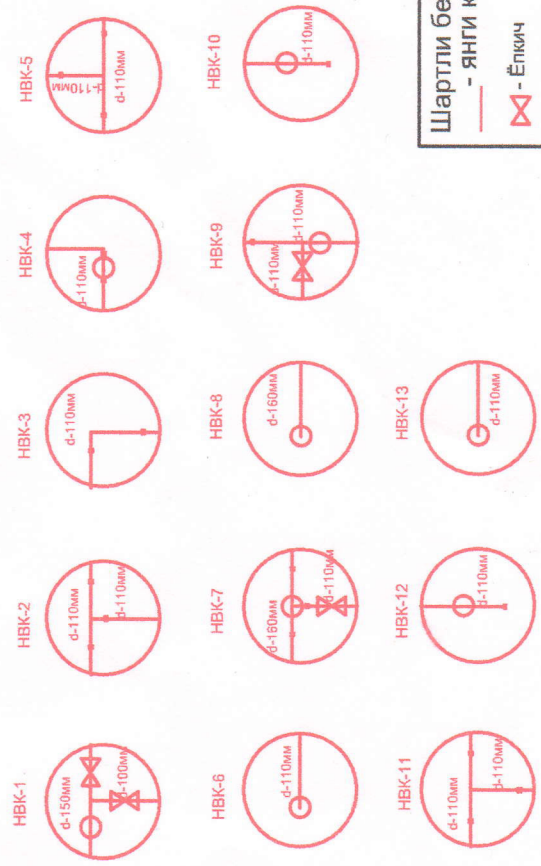 НВК-1
d-150мм
d-100мм
НВК-2
d-110мм
d-110мм
НВК-3
d-110мм
НВК-4
d-110мм
НВК-5
d-110мм
d-110мм
НВК-6
d-110мм
НВК-7
d-160мм
d-110мм
НВК-8
d-160мм
НВК-9
d-110мм
d-110мм
НВК-10
d-110мм
НВК-11
d-110мм
d-110мм
НВК-12
d-110мм
НВК-13
d-110мм
Шартли бе
- янги к
- Ёпкич